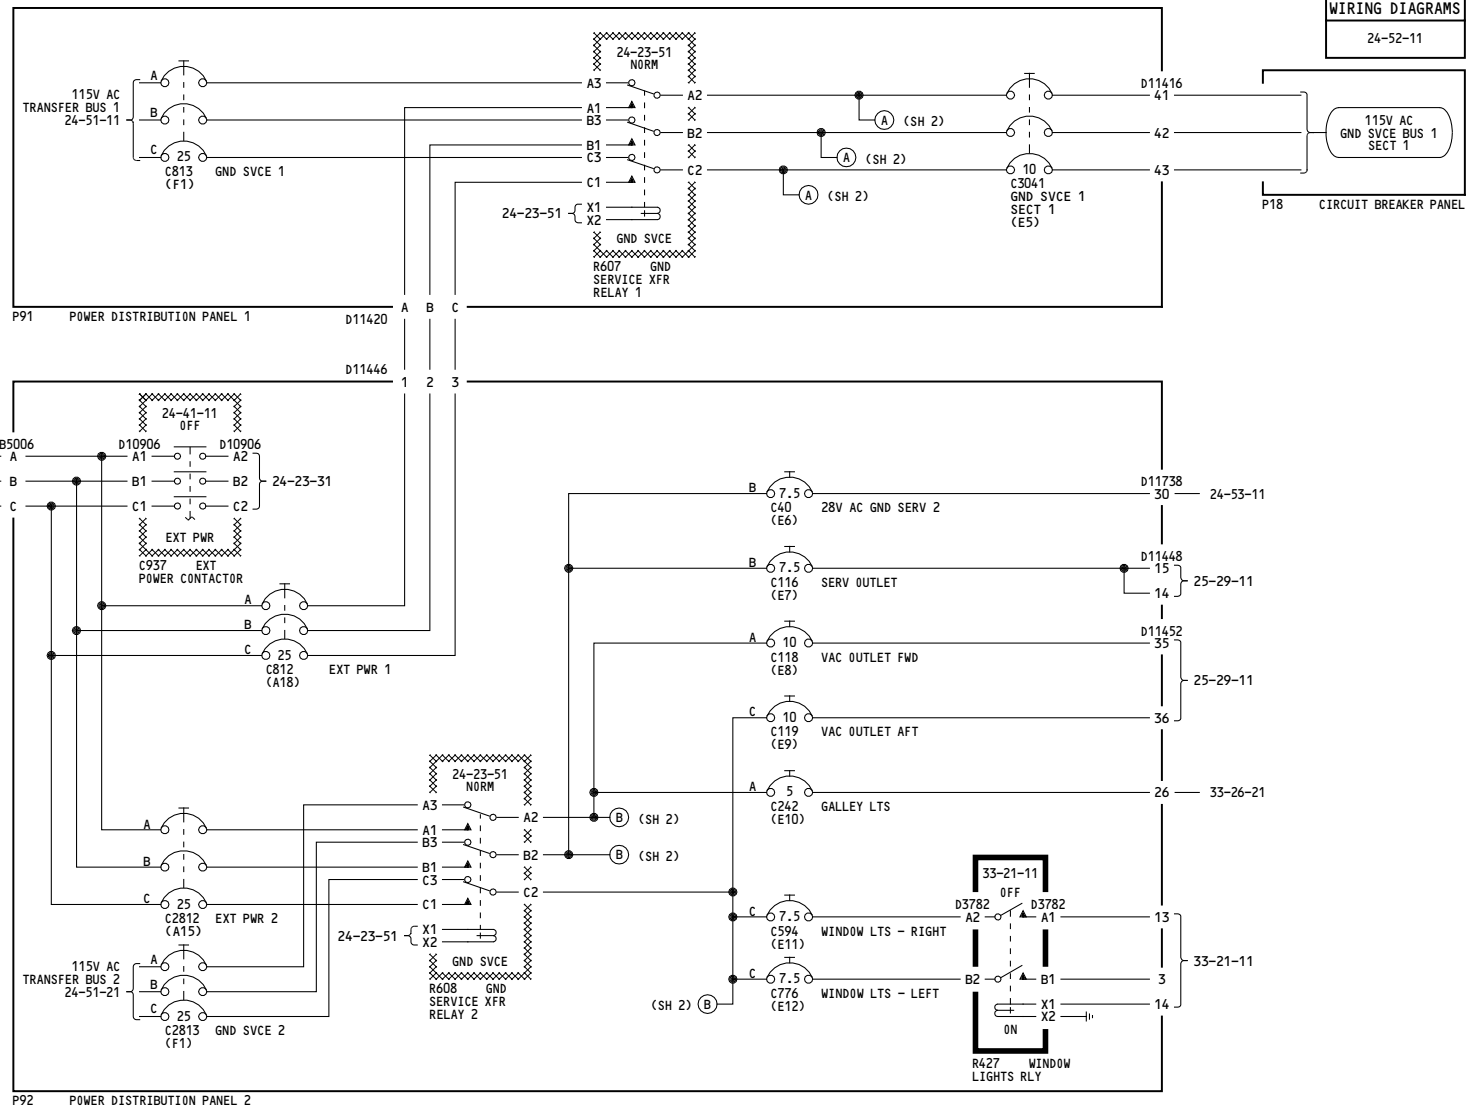 WIRING DIAGRAMS
24-52-11
115V AC
TRANSFER BUS 1
24-51-11
A
B
C
25
C813
(F1)
GND SVCE 1
24-23-51
NORM
A3
A1
B3
B1
C3
C1
A2
B2
C2
24-23-51
X1
X2
GND SVCE
R607 GND
SERVICE XFR
RELAY 1
A (SH 2)
A (SH 2)
A (SH 2)
10
C3041
GND SVCE 1
SECT 1
(E5)
D11416
41
42
43
115V AC
GND SVCE BUS 1
SECT 1
P18 CIRCUIT BREAKER PANEL
P91 POWER DISTRIBUTION PANEL 1
D11420
A B C
D11446
1 2 3
24-41-11
OFF
B5006
A
B
C
D10906
A1
B1
C1
D10906
A2
B2
C2
24-23-31
EXT PWR
C937 EXT
POWER CONTACTOR
A
B
C
25
C812
(A18)
EXT PWR 1
B
7.5
C40
(E6)
28V AC GND SERV 2
D11738
30
24-53-11
B
7.5
C116
(E7)
SERV OUTLET
D11448
15
14
25-29-11
A
10
C118
(E8)
VAC OUTLET FWD
D11452
35
25-29-11
C
10
C119
(E9)
VAC OUTLET AFT
36
A
5
C242
(E10)
GALLEY LTS
26
33-26-21
24-23-51
NORM
A3
A1
B3
B1
C3
C1
A2
B2
C2
B (SH 2)
B (SH 2)
24-23-51
X1
X2
GND SVCE
R608 GND
SERVICE XFR
RELAY 2
A
B
C
25
C2812
(A15)
EXT PWR 2
115V AC
TRANSFER BUS 2
24-51-21
A
B
C
25
C2813
(F1)
GND SVCE 2
C
7.5
C594
(E11)
WINDOW LTS - RIGHT
C
7.5
C776
(E12)
WINDOW LTS - LEFT
(SH 2) B
33-21-11
OFF
D3782
A2
D3782
A1
B2
B1
X1
X2
ON
13
3
14
33-21-11
R427 WINDOW
LIGHTS RLY
P92 POWER DISTRIBUTION PANEL 2